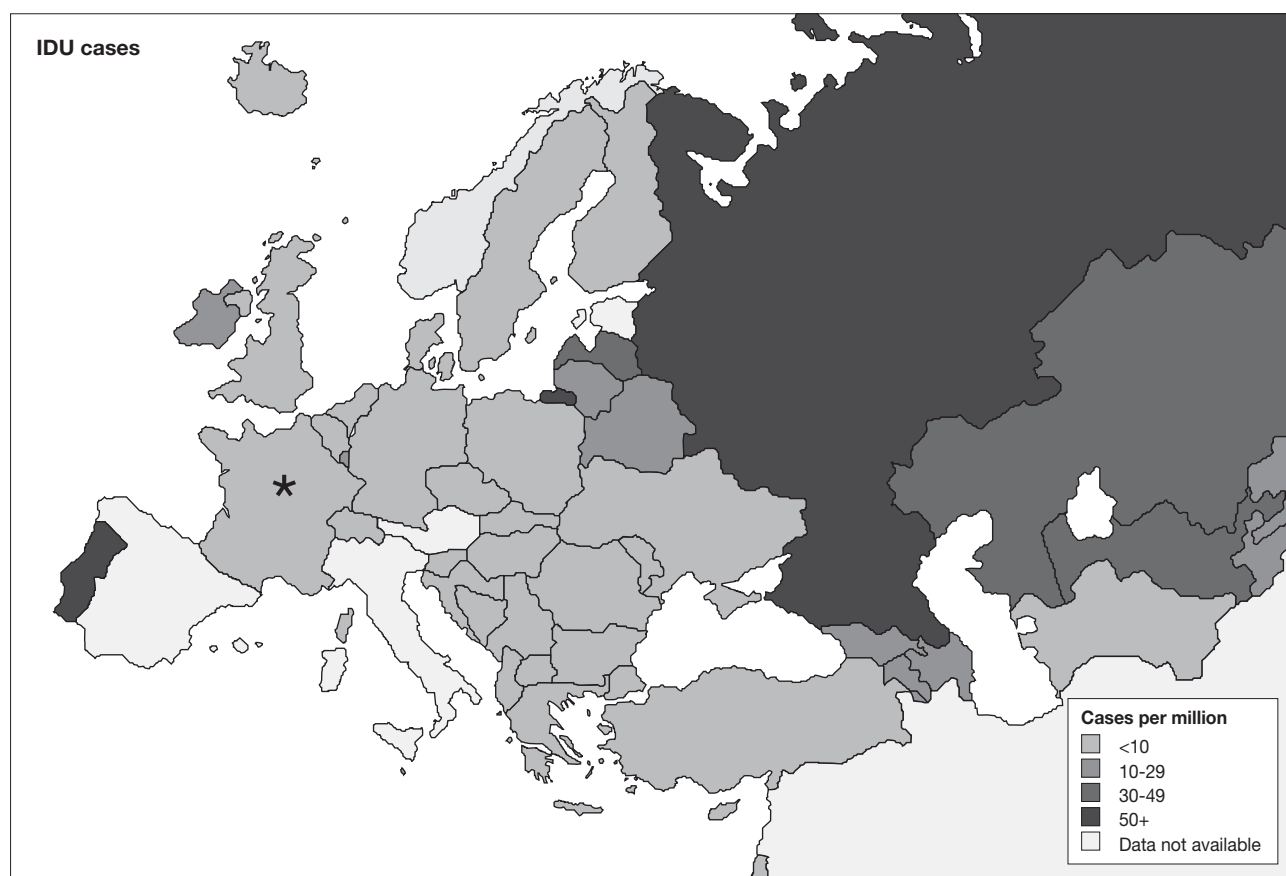 IDU cases
*
Cases per million
<10
10-29
30-49
50+
Data not available